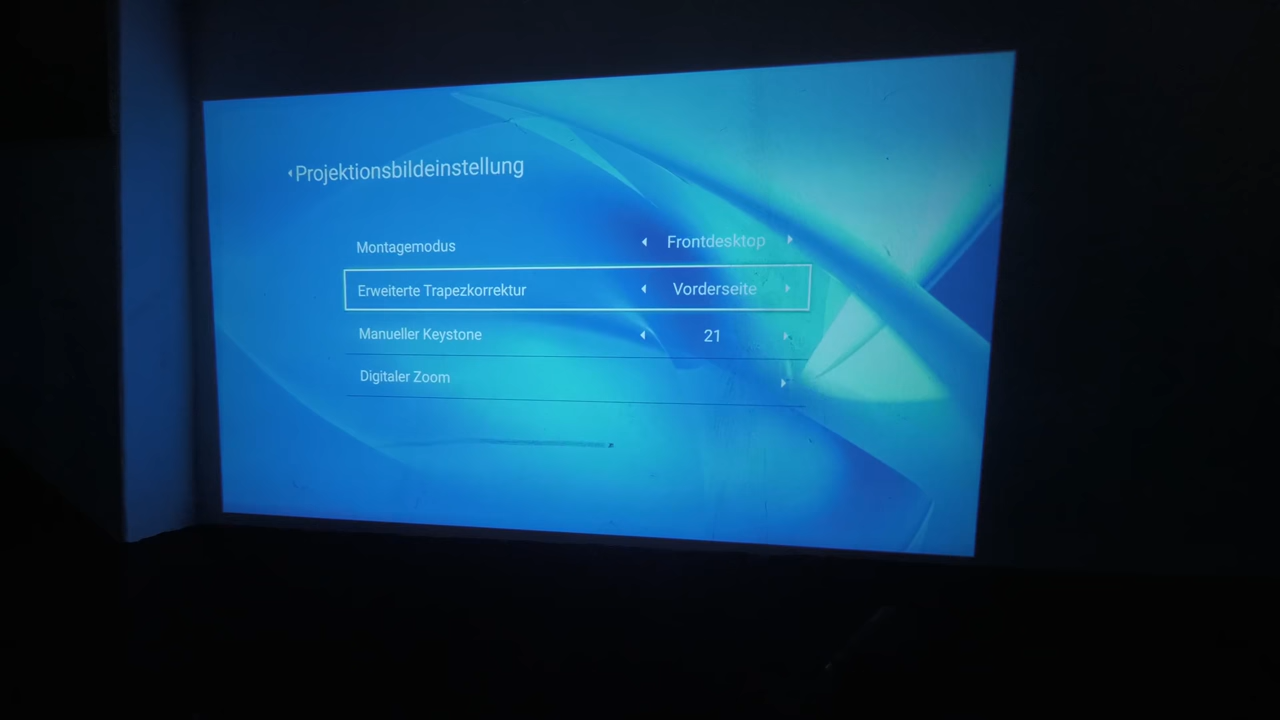 Projektionsbildeinstellung
Montagemodus Frontdesktop
Erweiterte Trapezkorrektur Vorderseite
Manueller Keystone 21
Digitaler Zoom